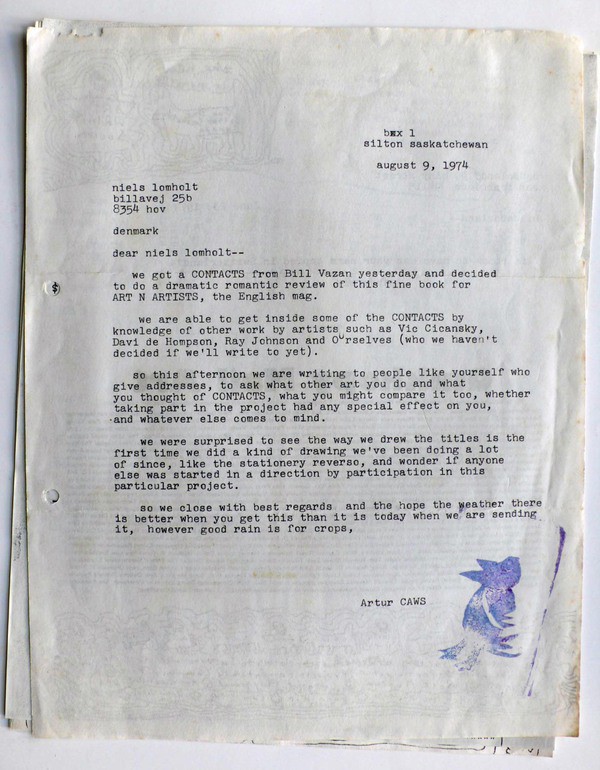 box 1
silton saskatchewan
august 9, 1974
niels lomholt
billavej 25b
8354 hov
denmark
dear niels lomholt--
we got a CONTACTS from Bill Vazan yesterday and decided
to do a dramatic romantic review of this fine book for
ART N ARTISTS, the English mag.
we are able to get inside some of the CONTACTS by
knowledge of other work by artists such as Vic Cicansky,
Davi de Hompson, Ray Johnson and Ourselves (who we haven't
decided if we'll write to yet).
so this afternoon we are writing to people like yourself who
give addresses, to ask what other art you do and what
you thought of CONTACTS, what you might compare it too, whether
taking part in the project had any special effect on you,
and whatever else comes to mind.
we were surprised to see the way we drew the titles is the
first time we did a kind of drawing we've been doing a lot
of since, like the stationery reverso, and wonder if anyone
else was started in a direction by participation in this
particular project.
so we close with best regards and the hope the weather there
is better when you get this than it is today when we are sending
it, however good rain is for crops,
Artur CAWS